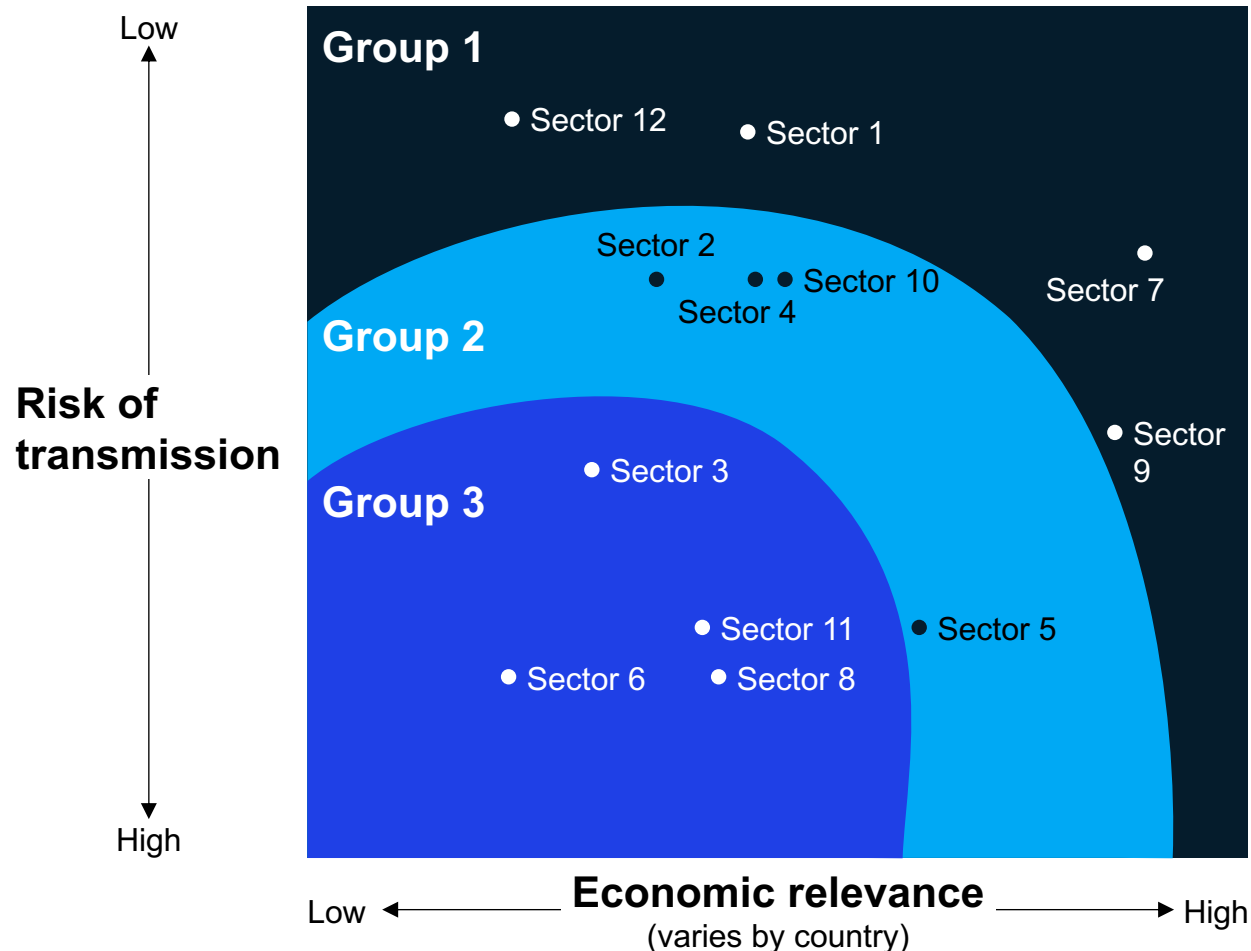 Low
Group 1
Sector 12
Sector 1
Sector 2
Sector 10
Sector 4
Sector 7
Group 2
Risk of
transmission
Sector
9
Sector 3
Group 3
Sector 11
Sector 5
Sector 6
Sector 8
High
Low
Economic relevance
High
(varies by country)